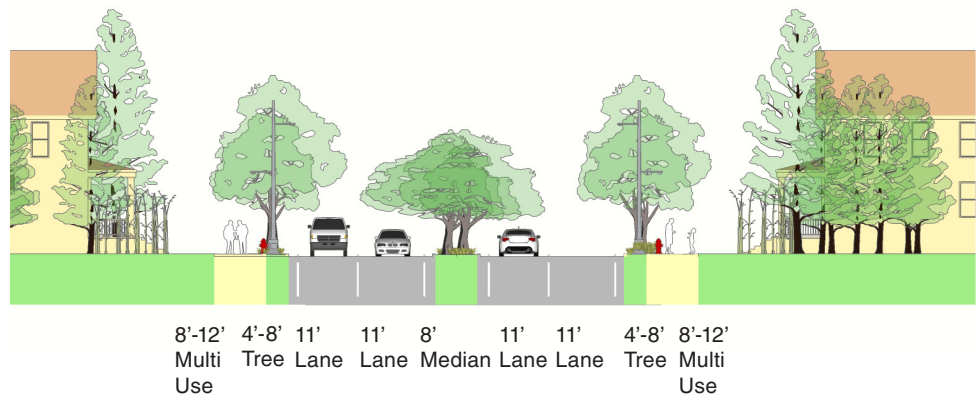 8'-12' 4'-8' 11' 11' 8' 11' 11' 4'-8' 8'-12'
Multi Tree Lane Lane Median Lane Lane Tree Multi
Use Use